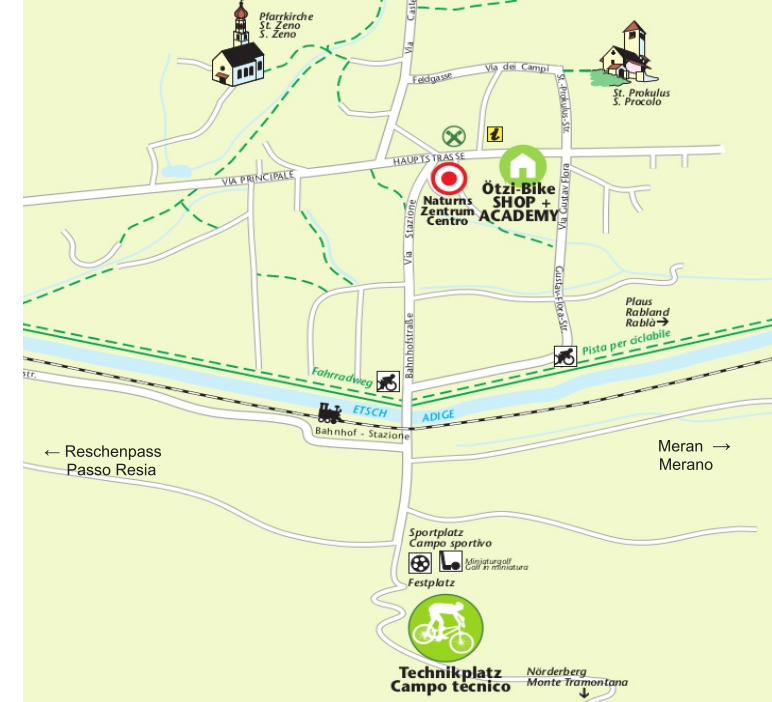 Pfarrkirche
St. Zeno
S. Zeno
Via Caste
Feldgasse
Via dei Campi
St.-Prokulus-Str.
St. Prokulus
S. Procolo
i
HAUPTSTRASSE
VIA PRINCIPALE
Naturns
Zentrum
Centro
Ötzi-Bike
SHOP +
ACADEMY
Via Stazione
Via Gustav Flora
Gustav-Flora-Str.
Bahnhofstraße
Plaus
Rabland
Rablà→
Pista per ciclabile
Fahrradweg
ETSCH
ADIGE
str.
Bahnhof - Stazione
← Reschenpass
Passo Resia
Meran →
Merano
Sportplatz
Campo sportivo
Miniaturgolf
Golf in miniatura
Festplatz
Technikplatz
Campo tecnico
Nörderberg
Monte Tramontana